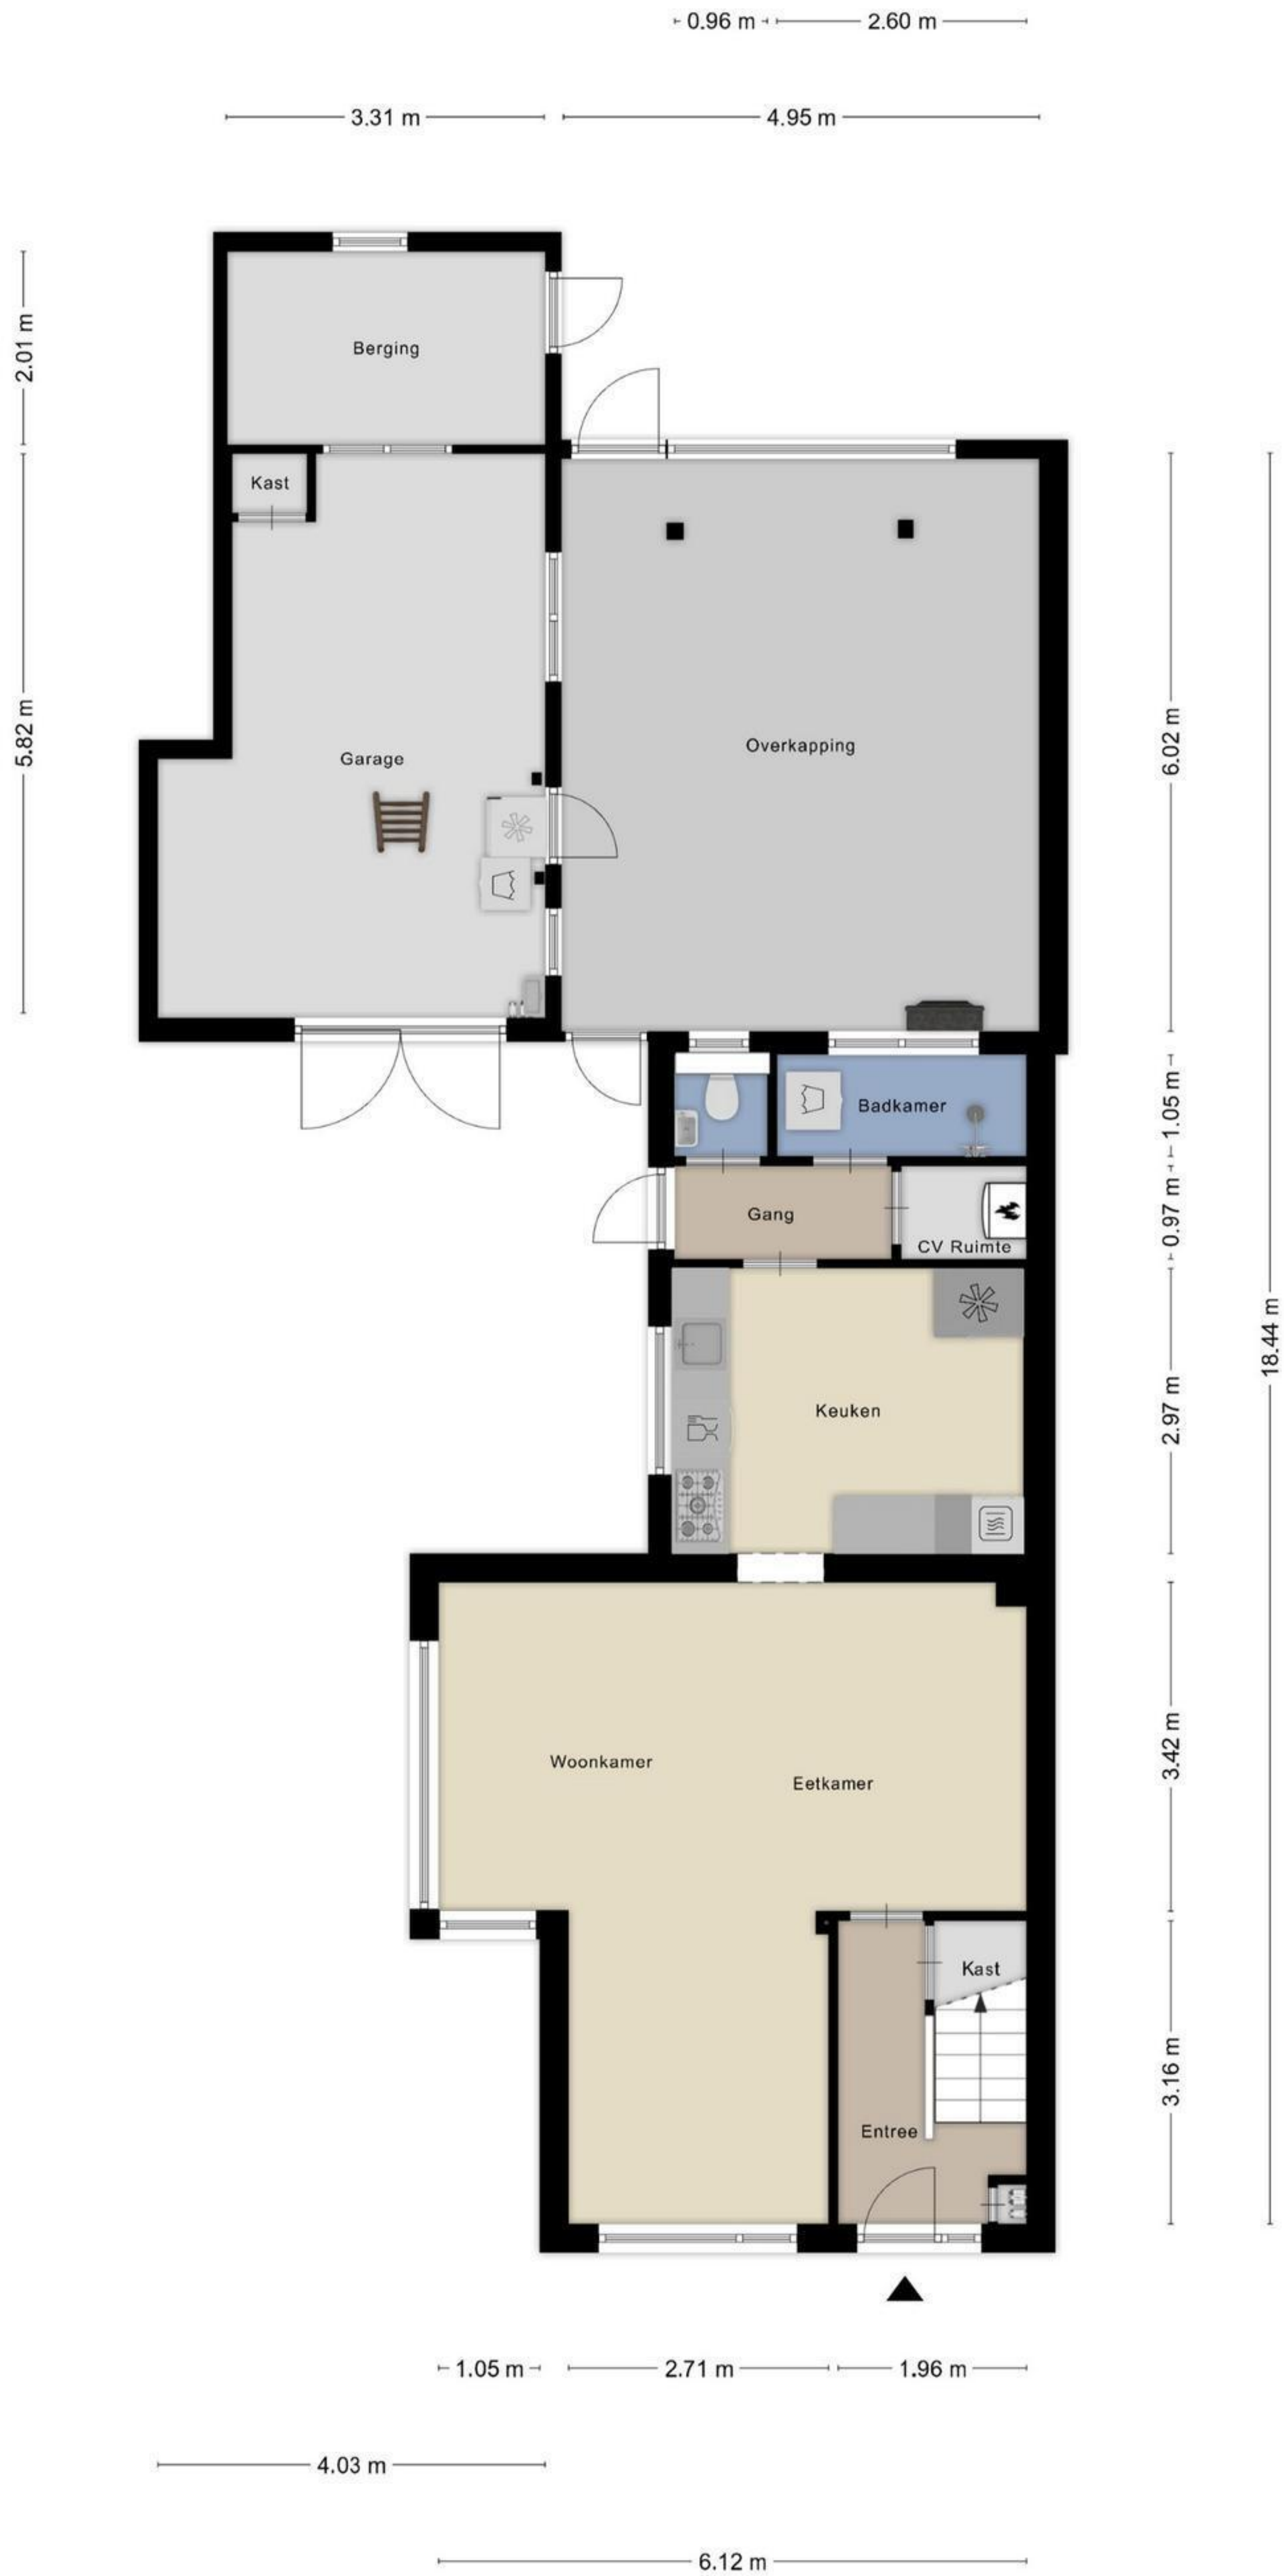 0.96 m
2.60 m
3.31 m
4.95 m
2.01 m
Berging
Kast
5.82 m
6.02 m
Overkapping
Garage
1.05 m
Badkamer
0.97 m
Gang
CV Ruimte
18.44 m
2.97 m
Keuken
3.42 m
Woonkamer
Eetkamer
Kast
3.16 m
Entree
1.05 m
2.71 m
1.96 m
4.03 m
6.12 m